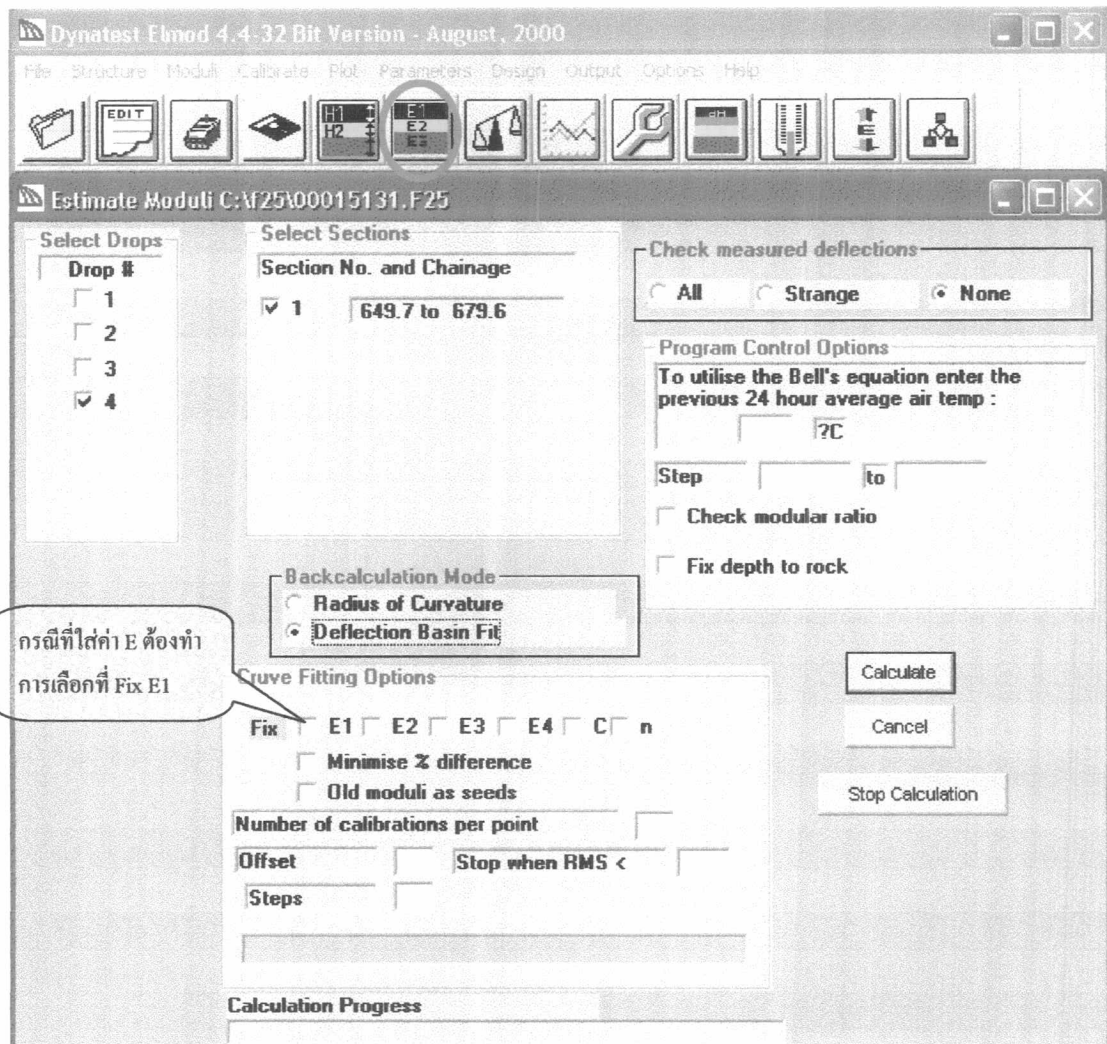 Dynatest Elmod 4.4-32 Bit Version - August, 2000
File Structure Moduli Calibrate Plot Parameters Design Output Options Help
EDIT
H1
H2
E1
E2
E3
dH
E
Estimate Moduli C:\f25\00015131.F25
Select Drops
Drop #
1
2
3
4
Select Sections
Section No. and Chainage
1 649.7 to 679.6
Check measured deflections
All Strange None
Program Control Options
To utilise the Bell's equation enter the
previous 24 hour average air temp :
?C
Step to
Check modular ratio
Fix depth to rock
Backcalculation Mode
Radius of Curvature
Deflection Basin Fit
กรณีที่ใส่ค่า E ต้องทำ
การเลือกที่ Fix E1
Cruve Fitting Options
Fix E1 E2 E3 E4 C n
Minimise % difference
Old moduli as seeds
Number of calibrations per point
Offset Stop when RMS <
Steps
Calculate
Cancel
Stop Calculation
Calculation Progress